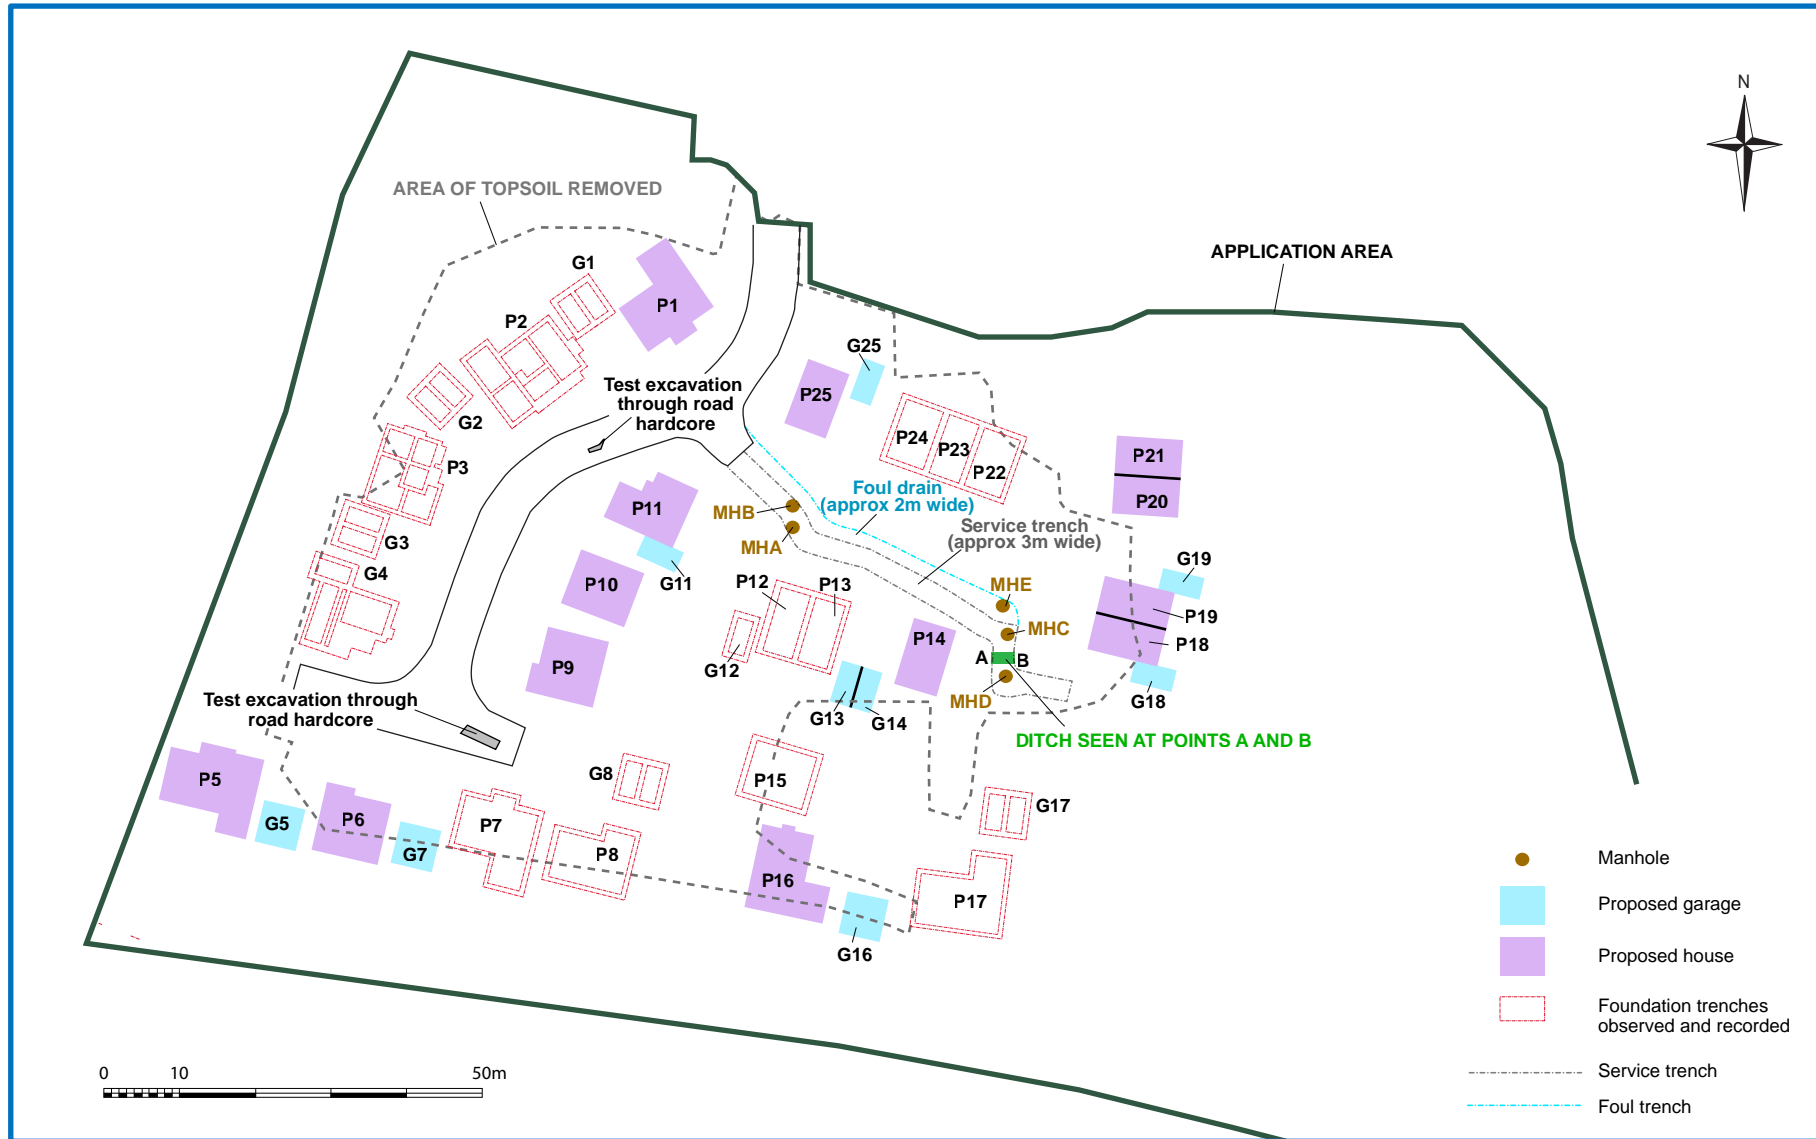 N
AREA OF TOPSOIL REMOVED
APPLICATION AREA
G1
P1
P2
G25
P25
Test excavation
through road
hardcore
G2
P24
P23
P22
P3
P21
P20
Foul drain
(approx 2m wide)
MHB
P11
Service trench
(approx 3m wide)
MHA
G3
G4
G11
P10
P12
P13
MHE
G19
P19
MHC
P14
P18
A
B
P9
G12
MHD
G18
Test excavation through
road hardcore
G13
G14
DITCH SEEN AT POINTS A AND B
P5
G8
P15
G17
G5
P6
P7
G7
P8
P16
P17
G16
Manhole
Proposed garage
Proposed house
Foundation trenches
observed and recorded
Service trench
Foul trench
0
10
50m